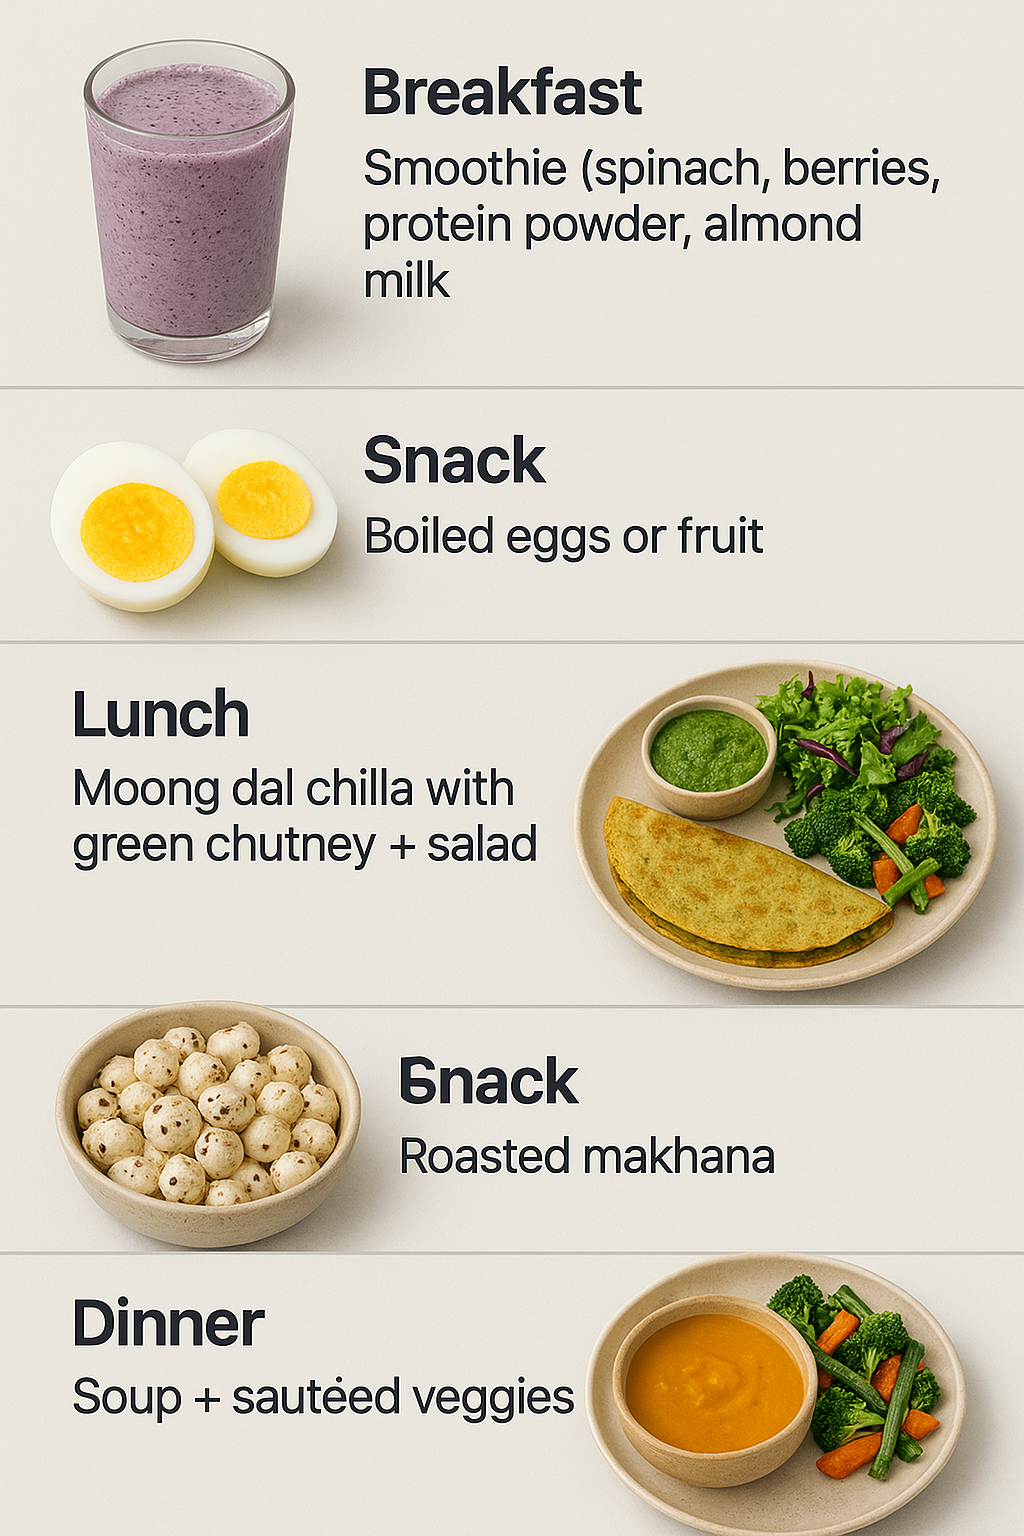 Breakfast
Smoothie (spinach, berries,
protein powder, almond
milk
Snack
Boiled eggs or fruit
Lunch
Moong dal chilla with
green chutney + salad
Snack
Roasted makhana
Dinner
Soup + sautėed veggies